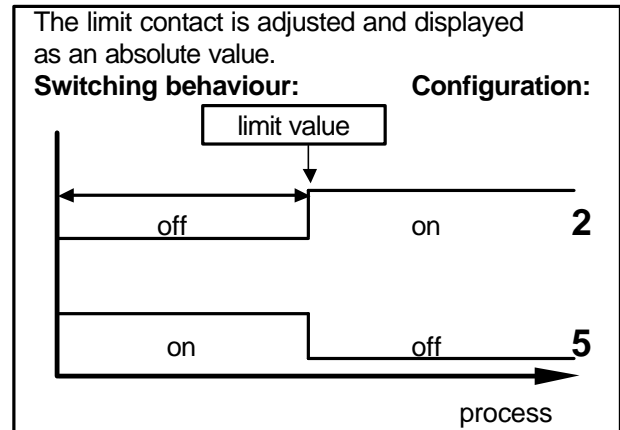 The limit contact is adjusted and displayed
as an absolute value.
Switching behaviour: Configuration:
limit value
off on 2
on off 5
process